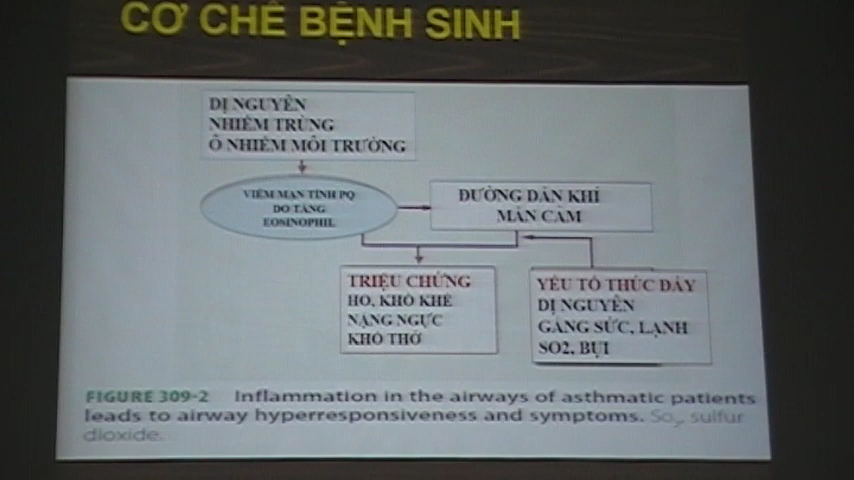 CƠ CHẾ BỆNH SINH
DỊ NGUYÊN
NHIỄM TRÙNG
Ô NHIỄM MÔI TRƯỜNG
VIÊM MẠN TÍNH PQ
DO TĂNG
EOSINOPHIL
ĐƯỜNG DẪN KHÍ
MẪN CẢM
TRIỆU CHỨNG
HO, KHÒ KHÈ
NẶNG NGỰC
KHÓ THỞ
YẾU TỐ THÚC ĐẨY
DỊ NGUYÊN
GẮNG SỨC, LẠNH
SO2, BỤI
FIGURE 309-2 Inflammation in the airways of asthmatic patients
leads to airway hyperresponsiveness and symptoms. So₂, sulfur
dioxide.